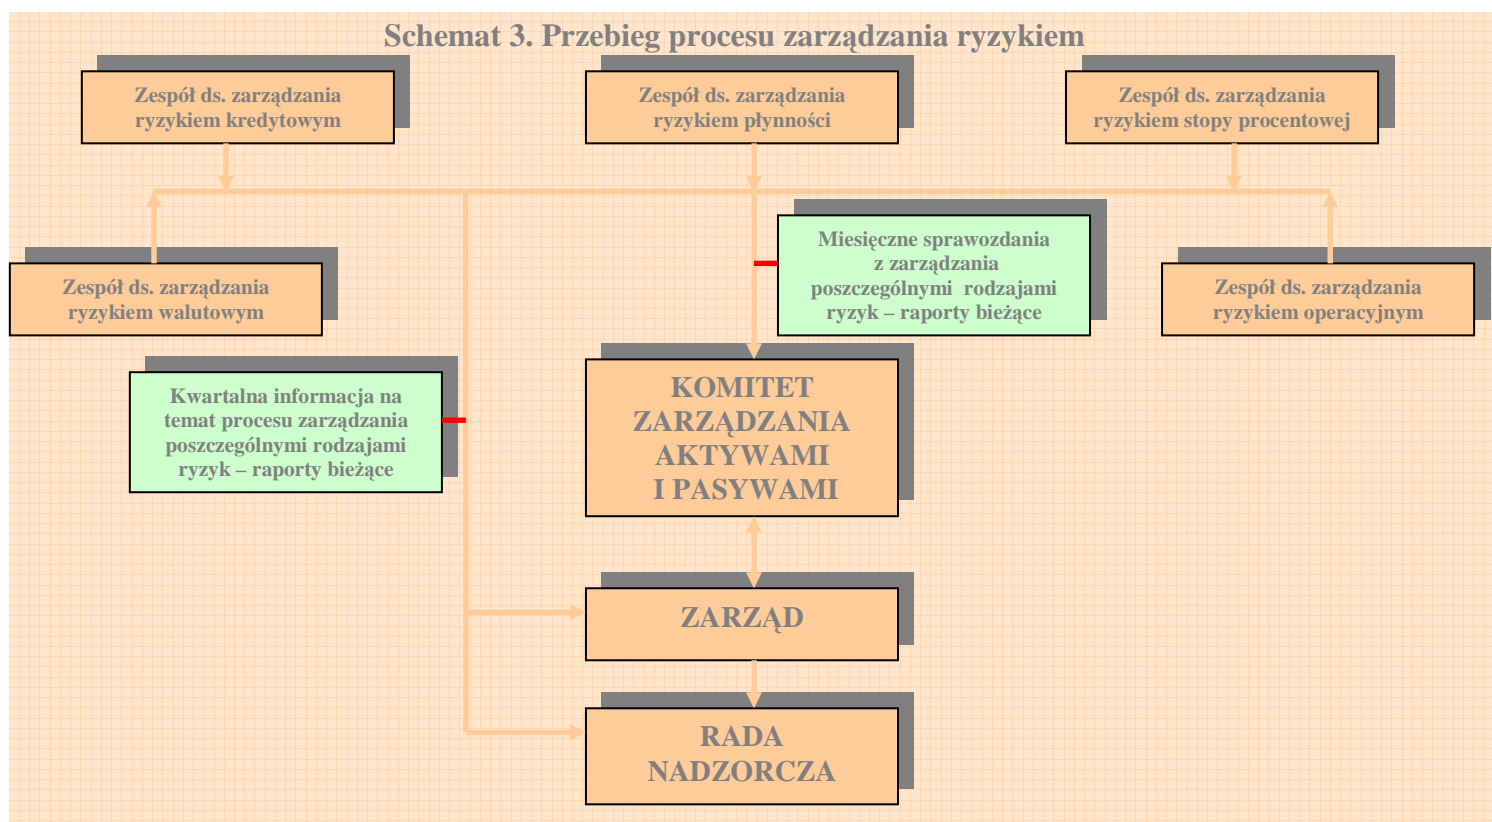 Schemat 3. Przebieg procesu zarządzania ryzykiem
Zespół ds. zarządzania
ryzykiem kredytowym
Zespół ds. zarządzania
ryzykiem płynności
Zespół ds. zarządzania
ryzykiem stopy procentowej
Zespół ds. zarządzania
ryzykiem walutowym
Miesięczne sprawozdania
z zarządzania
poszczególnymi rodzajami
ryzyk – raporty bieżące
Zespół ds. zarządzania
ryzykiem operacyjnym
Kwartalna informacja na
temat procesu zarządzania
poszczególnymi rodzajami
ryzyk – raporty bieżące
KOMITET
ZARZĄDZANIA
AKTYWAMI
I PASYWAMI
ZARZĄD
RADA
NADZORCZA